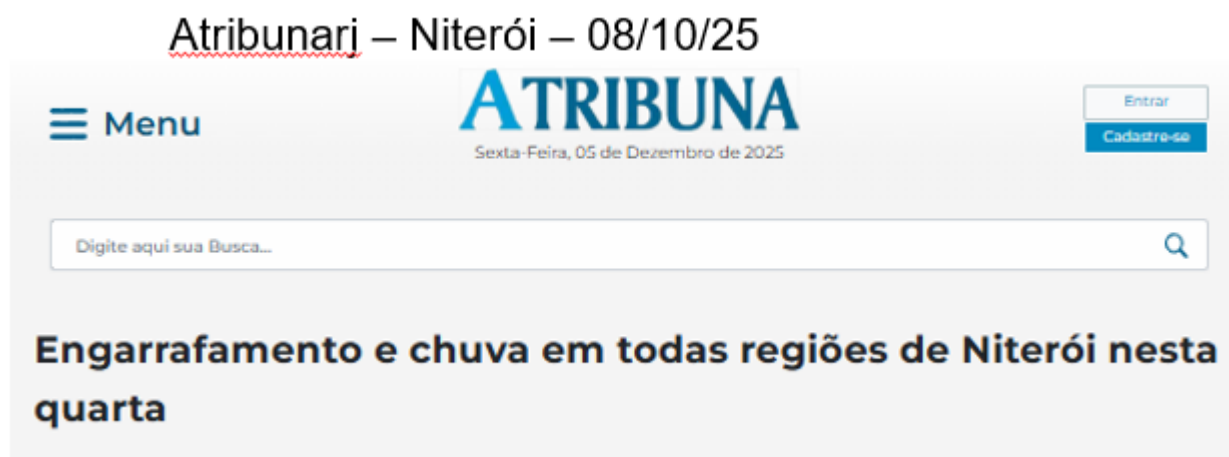 Atribunarj – Niterói – 08/10/25
Menu
ATRIBUNA
Sexta-Feira, 05 de Dezembro de 2025
Entrar
Cadastre-se
Digite aqui sua Busca...
Engarrafamento e chuva em todas regiões de Niterói nesta
quarta